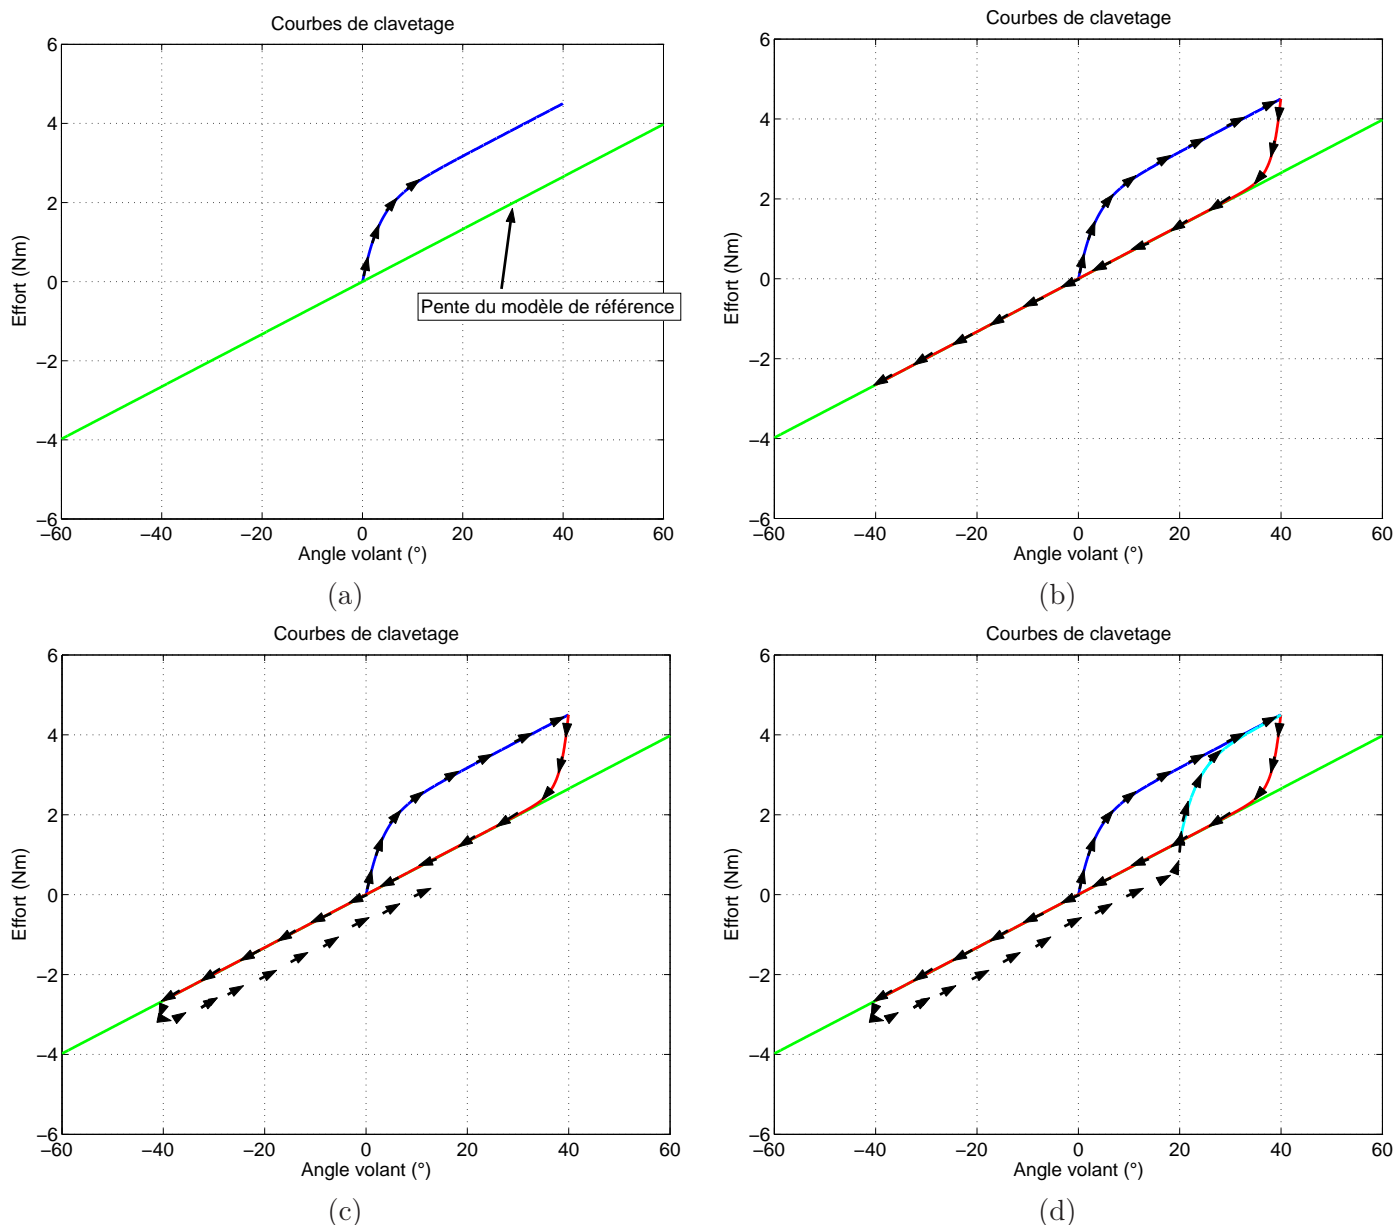 Courbes de clavetage
6
4
2
0
−2
−4
−6
−60 −40 −20 0 20 40 60
Effort (Nm)
Angle volant (°)
Pente du modèle de référence
(a)
Courbes de clavetage
6
4
2
0
−2
−4
−6
−60 −40 −20 0 20 40 60
Effort (Nm)
Angle volant (°)
(b)
Courbes de clavetage
6
4
2
0
−2
−4
−6
−60 −40 −20 0 20 40 60
Effort (Nm)
Angle volant (°)
(c)
Courbes de clavetage
6
4
2
0
−2
−4
−6
−60 −40 −20 0 20 40 60
Effort (Nm)
Angle volant (°)
(d)